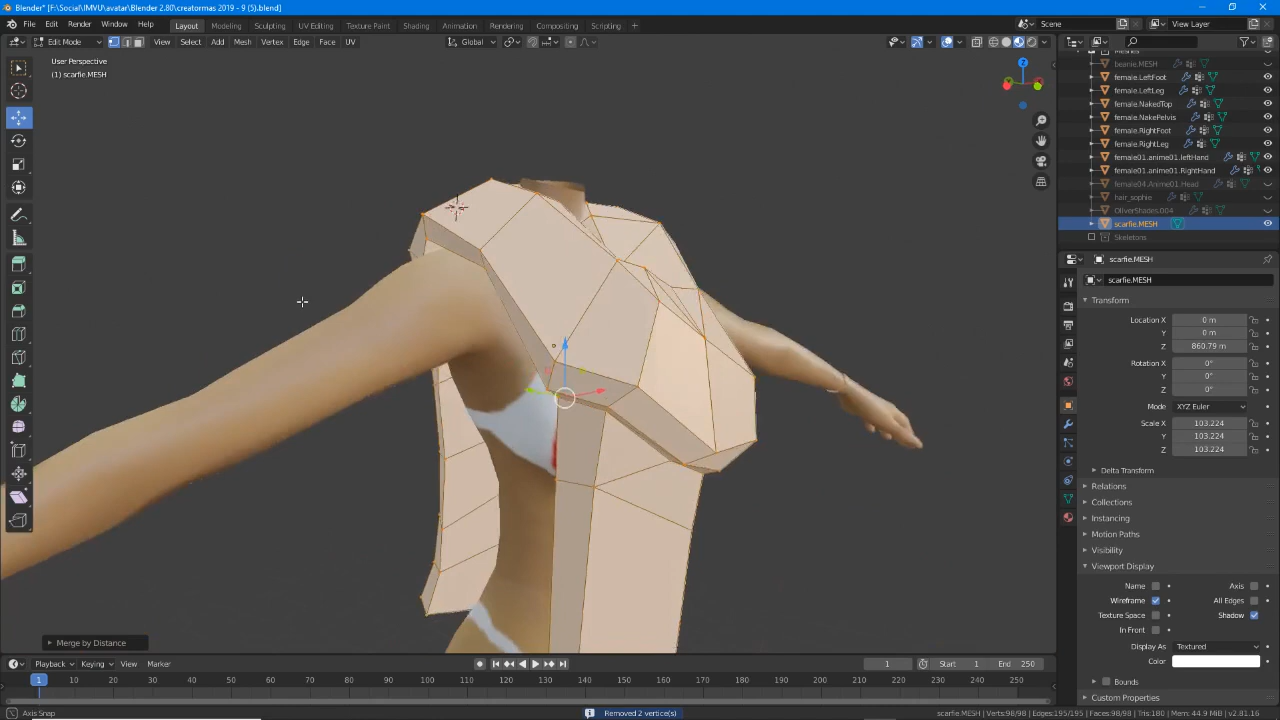 Blender* [F:\Social\IMVU\avatar\Blender 2.80\creatormas 2019 - 9 (5).blend]
File Edit Render Window Help Layout Modeling Sculpting UV Editing Texture Paint Shading Animation Rendering Compositing Scripting + Scene View Layer
Edit Mode View Select Add Mesh Vertex Edge Face UV Global
User Perspective
(1) scarfie.MESH
beanie.MESH
female.LeftFoot
female.LeftLeg
female.NakedTop
female.NakePelvis
female.RightFoot
female.RightLeg
female01.anime01.leftHand
female01.anime01.RightHand
female04.Anime01.Head
hair_sophie
OliverShades.004
scarfie.MESH
Skeletons
Z
scarfie.MESH
scarfie.MESH
Transform
Location X 0 m
Y 0 m
Z 860.79 m
Rotation X 0°
Y 0°
Z 0°
Mode XYZ Euler
Scale X 103.224
Y 103.224
Z 103.224
Delta Transform
Relations
Collections
Instancing
Motion Paths
Visibility
Viewport Display
Name Axis
Wireframe All Edges
Texture Space Shadow
In Front
Display As Textured
Color
Bounds
Custom Properties
Merge by Distance
Playback Keying View Marker 1 Start 1 End 250
1 10 20 30 40 50 60 70 80 90 100 110 120 130 140 150 160 170 180 190 200 210 220 230 240 250
Axis Snap Removed 2 vertice(s) scarfie.MESH | Verts:98/98 | Edges:195/195 | Faces:98/98 | Tris:180 | Mem: 44.9 MiB | v2.81.16